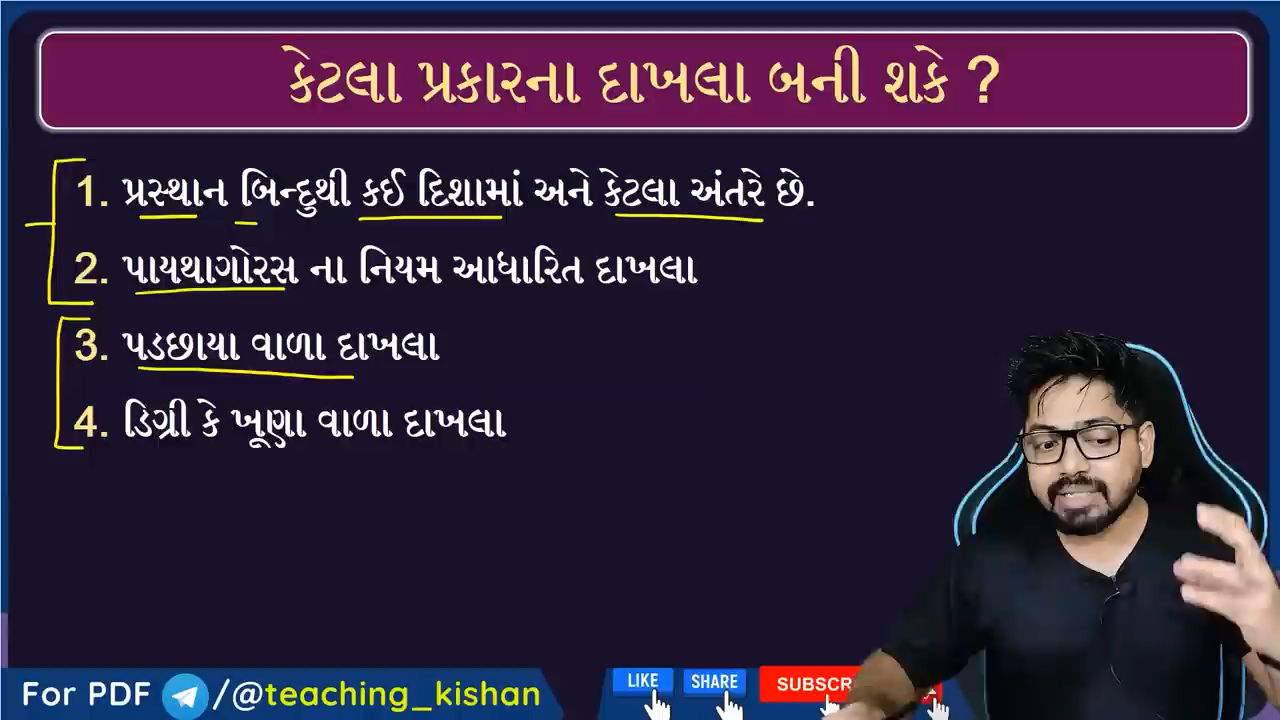 કેટલા પ્રકારના દાખલા બની શકે ?
1. પ્રસ્થાન બિન્દુથી કઈ દિશામાં અને કેટલા અંતરે છે.
2. પાયથાગોરસ ના નિયમ આધારિત દાખલા
3. પડછાયા વાળા દાખલા
4. ડિગ્રી કે ખૂણા વાળા દાખલા
For PDF /@teaching_kishan
LIKE SHARE